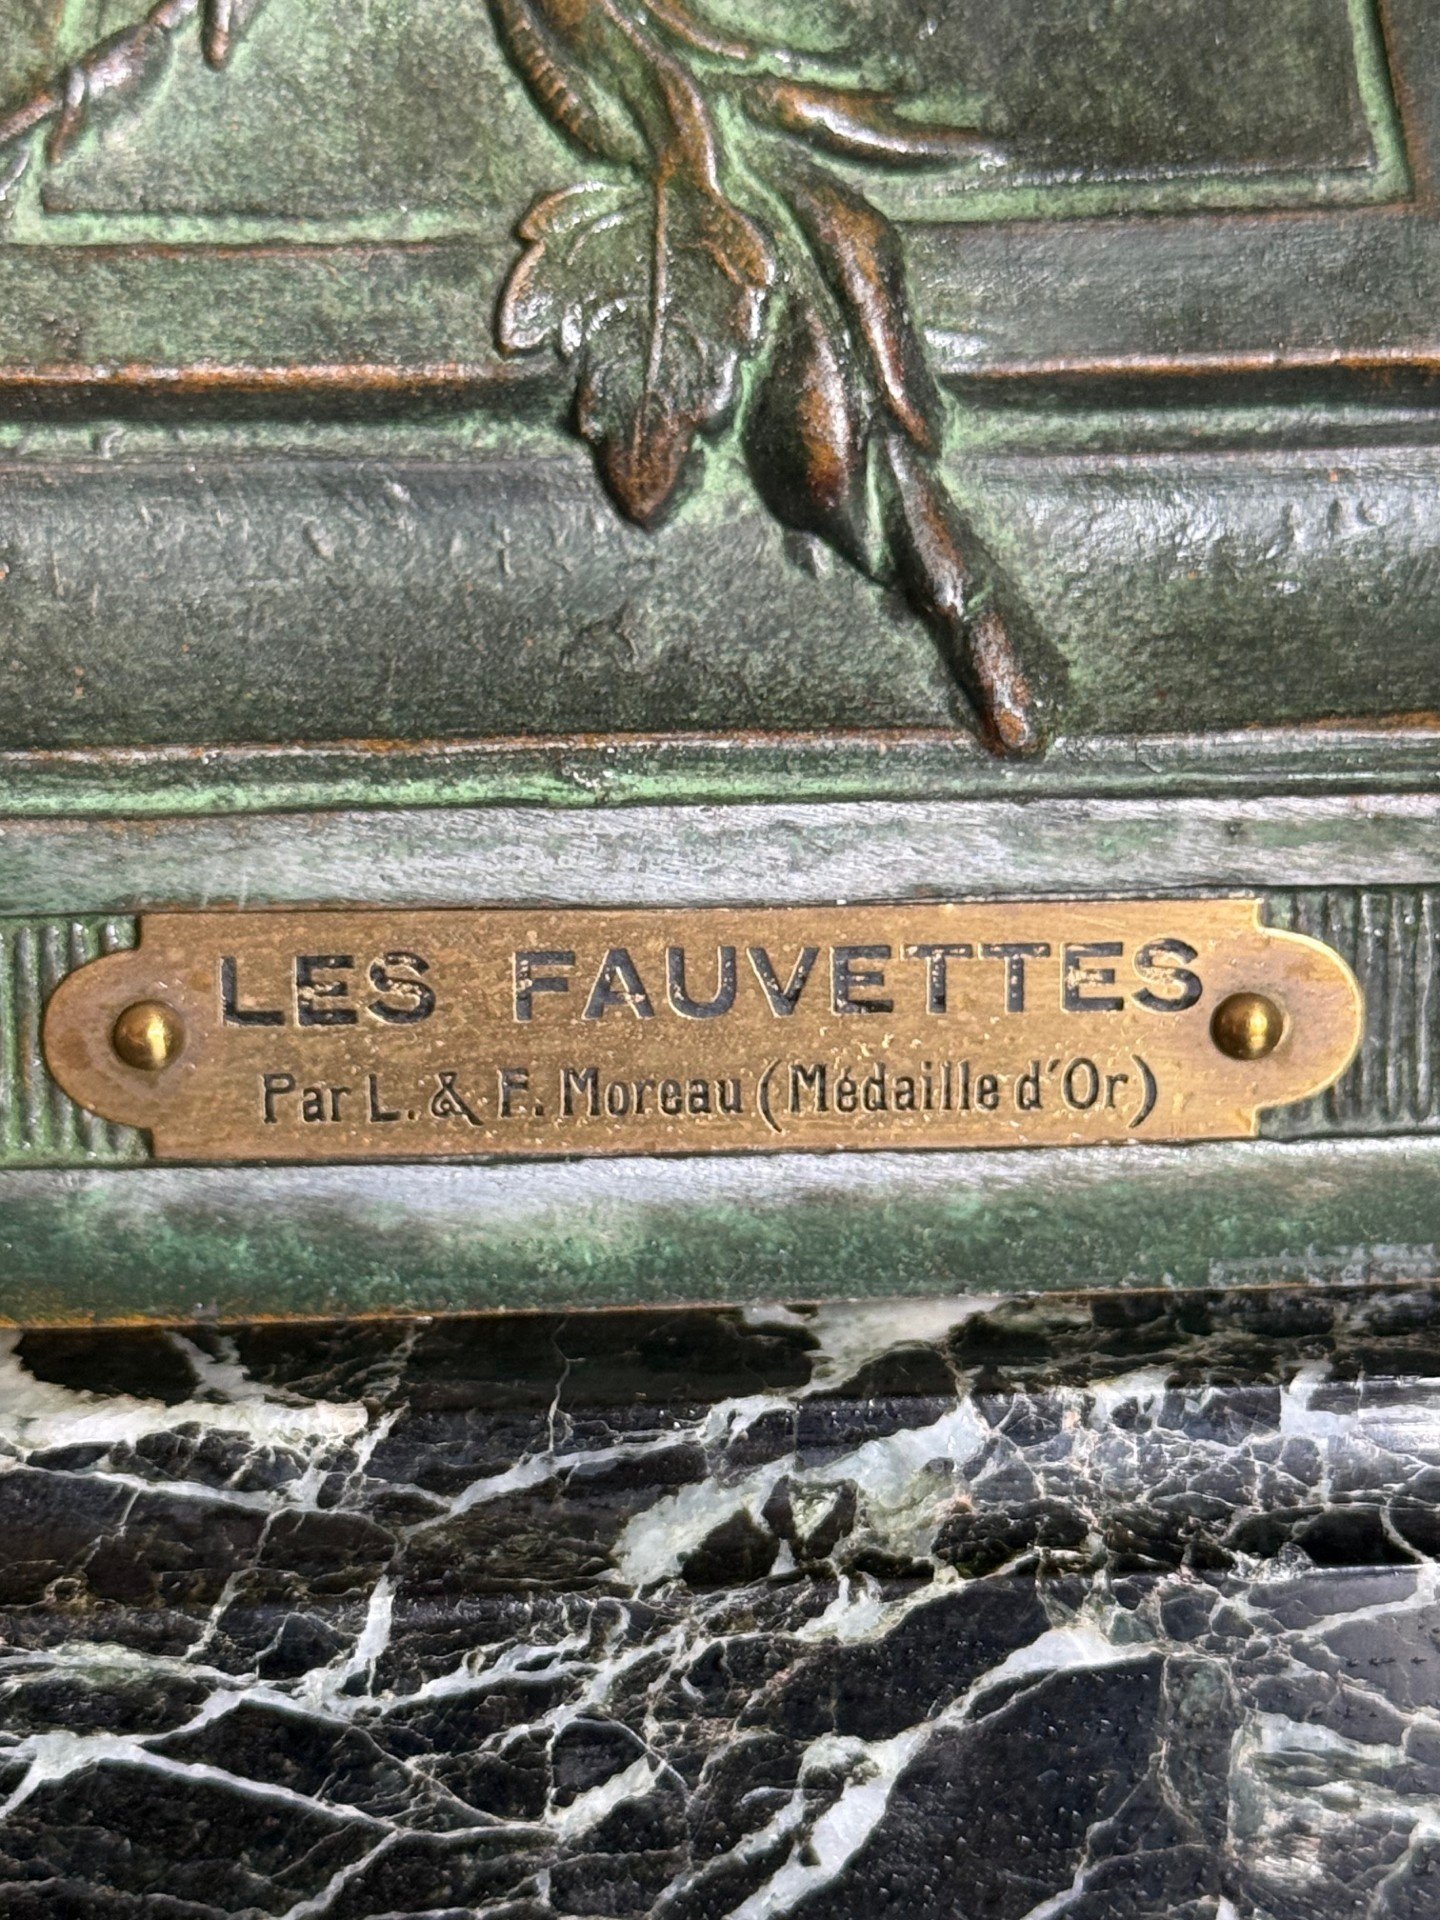 LES FAUVETTES
Par L. & F. Moreau (Médaille d'Or)